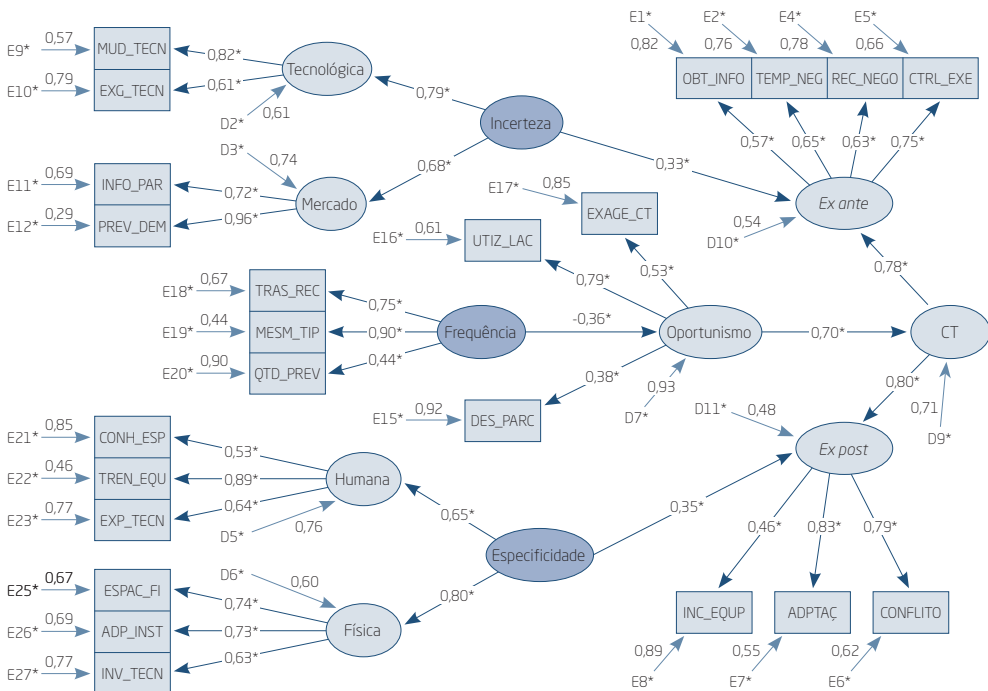 E9*
0,57
MUD_TECN
0,82*
Tecnológica
E10*
0,79
EXG_TECN
0,61*
D2*
0,61
0,79*
Incerteza
D3*
0,74
0,68*
E11*
0,69
INFO_PAR
0,72*
Mercado
E12*
0,29
PREV_DEM
0,96*
0,33*
E1*
0,82
E2*
0,76
E4*
0,78
E5*
0,66
OBT_INFO
TEMP_NEG
REC_NEGO
CTRL_EXE
0,57*
0,65*
0,63*
0,75*
Ex ante
D10*
0,54
0,78*
E17*
0,85
EXAGE_CT
E16*
0,61
UTIZ_LAC
0,79*
0,53*
E18*
0,67
TRAS_REC
0,75*
E19*
0,44
MESM_TIP
0,90*
Frequência
-0,36*
Oportunismo
0,70*
CT
E20*
0,90
QTD_PREV
0,44*
0,38*
0,93
D7*
0,80*
0,71
D9*
E15*
0,92
DES_PARC
D11*
0,48
Ex post
E21*
0,85
CONH_ESP
0,53*
E22*
0,46
TREN_EQU
0,89*
Humana
E23*
0,77
EXP_TECN
0,64*
D5*
0,76
0,65*
Especificidade
0,35*
0,46*
0,83*
0,79*
D6*
0,60
0,80*
E25*
0,67
ESPAC_FI
0,74*
E26*
0,69
ADP_INST
0,73*
Física
E27*
0,77
INV_TECN
0,63*
INC_EQUP
ADPTAÇ
CONFLITO
0,89
E8*
0,55
E7*
0,62
E6*